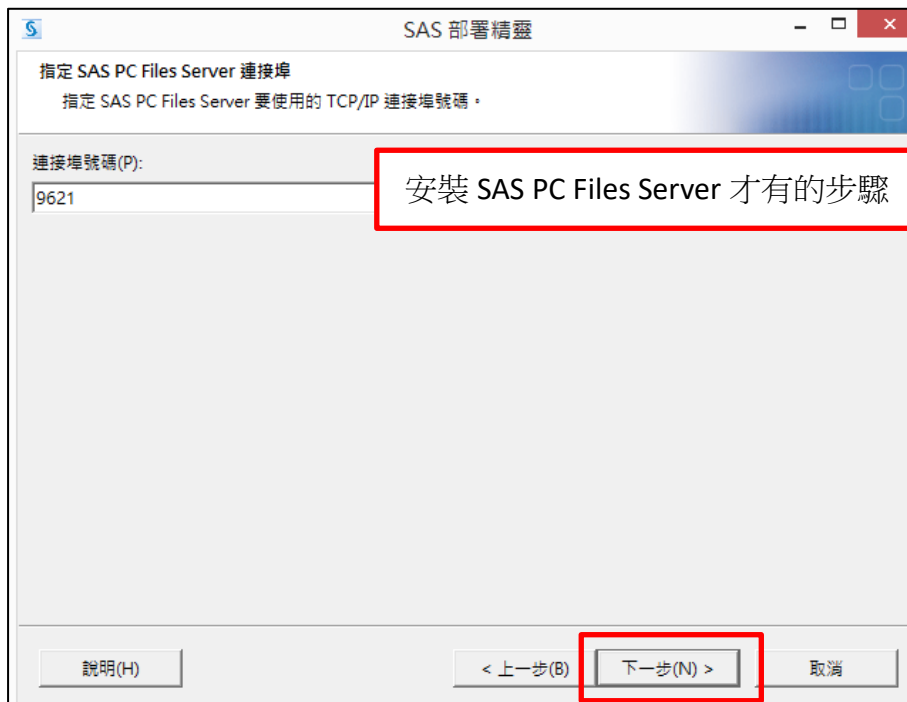 SAS 部署精靈
指定 SAS PC Files Server 連接埠
指定 SAS PC Files Server 要使用的 TCP/IP 連接埠號碼。
連接埠號碼(P):
9621
安裝 SAS PC Files Server 才有的步驟
說明(H)
< 上一步(B)
下一步(N) >
取消